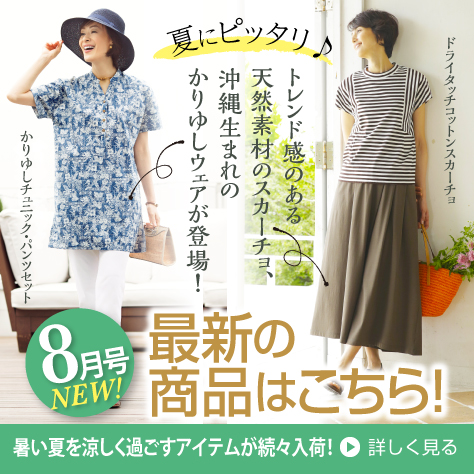 夏にピッタリ♪
トレンド感のある
天然素材のスカーチョ、
沖縄生まれの
かりゆしウェアが登場!
ドライタッチコットンスカーチョ
かりゆしチュニック・パンツセット
8月号
NEW!
最新の
商品はこちら!
暑い夏を涼しく過ごすアイテムが続々入荷! 詳しく見る